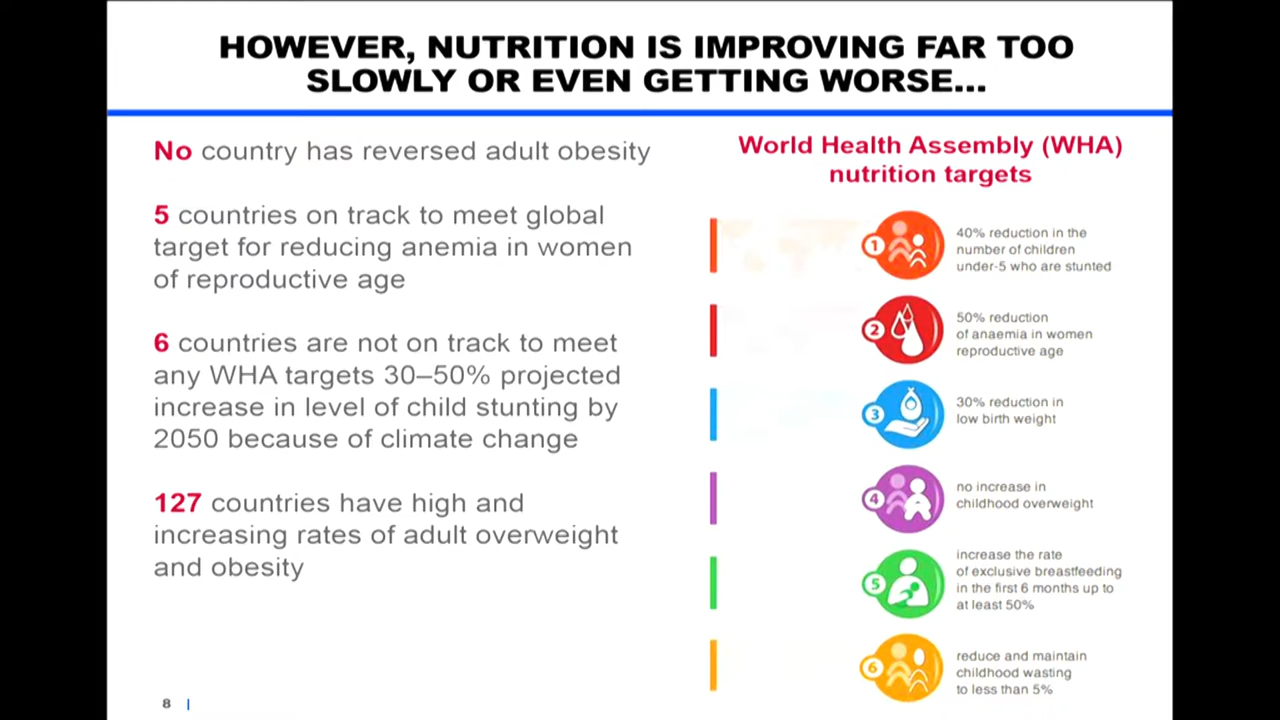 HOWEVER, NUTRITION IS IMPROVING FAR TOO
SLOWLY OR EVEN GETTING WORSE...
No country has reversed adult obesity
5 countries on track to meet global
target for reducing anemia in women
of reproductive age
6 countries are not on track to meet
any WHA targets 30–50% projected
increase in level of child stunting by
2050 because of climate change
127 countries have high and
increasing rates of adult overweight
and obesity
World Health Assembly (WHA)
nutrition targets
1
40% reduction in the
number of children
under-5 who are stunted
2
50% reduction
of anaemia in women
reproductive age
3
30% reduction in
low birth weight
4
no increase in
childhood overweight
5
increase the rate
of exclusive breastfeeding
in the first 6 months up to
at least 50%
6
reduce and maintain
childhood wasting
to less than 5%
8 |